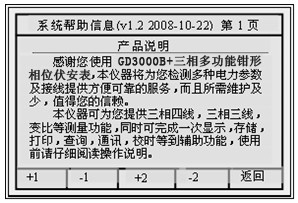 系统帮助信息(v1.2 2008-10-22) 第 1 页
产品说明
感谢您使用 GD3000B+三相多功能钳形
相位伏安表,本仪器将为您检测多种电力参数
及接线提供方便可靠的服务,而且所需维护及
少,值得您的信赖。
本仪器可为您提供三相四线,三相三线,
变比等测量功能,同时可完成一次显示,存储,
打印,查询,通讯,校时等到辅助功能,使用
前请仔细阅读操作说明。
+1 -1 +2 -2 返回